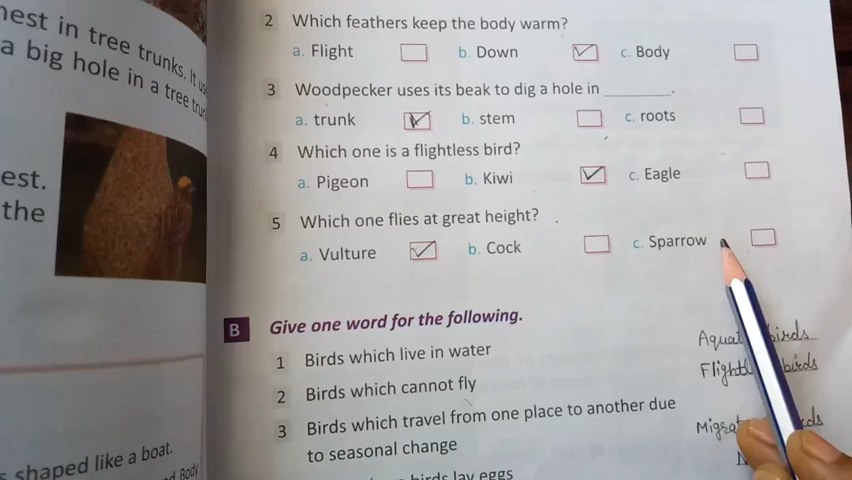 nest in tree trunks. It
a big hole in a tree
est.
the
s shaped like a boat.
Body
2 Which feathers keep the body warm?
a. Flight b. Down c. Body
3 Woodpecker uses its beak to dig a hole in ________.
a. trunk b. stem c. roots
4 Which one is a flightless bird?
a. Pigeon b. Kiwi c. Eagle
5 Which one flies at great height?
a. Vulture b. Cock c. Sparrow
B Give one word for the following.
1 Birds which live in water
birds
2 Birds which cannot fly
birds
3 Birds which travel from one place to another due
to seasonal change
birds lay eggs